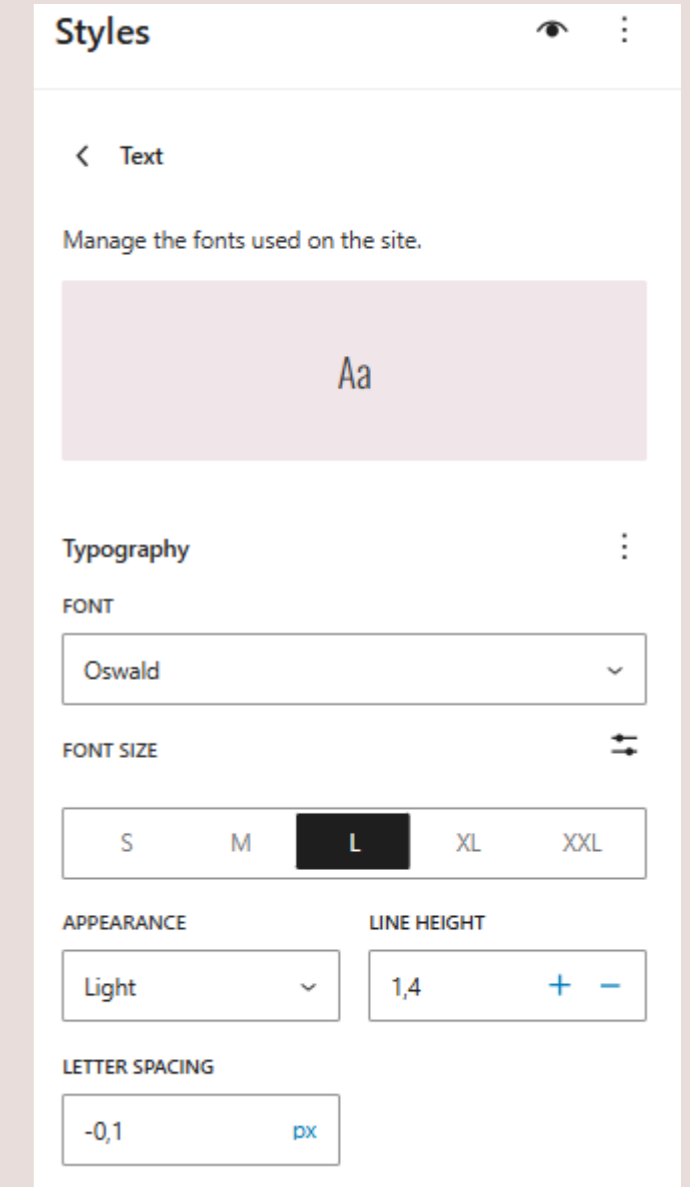 Styles
Text
Manage the fonts used on the site.
Aa
Typography
FONT
Oswald
FONT SIZE
S M L XL XXL
APPEARANCE LINE HEIGHT
Light 1,4 + −
LETTER SPACING
-0,1 px